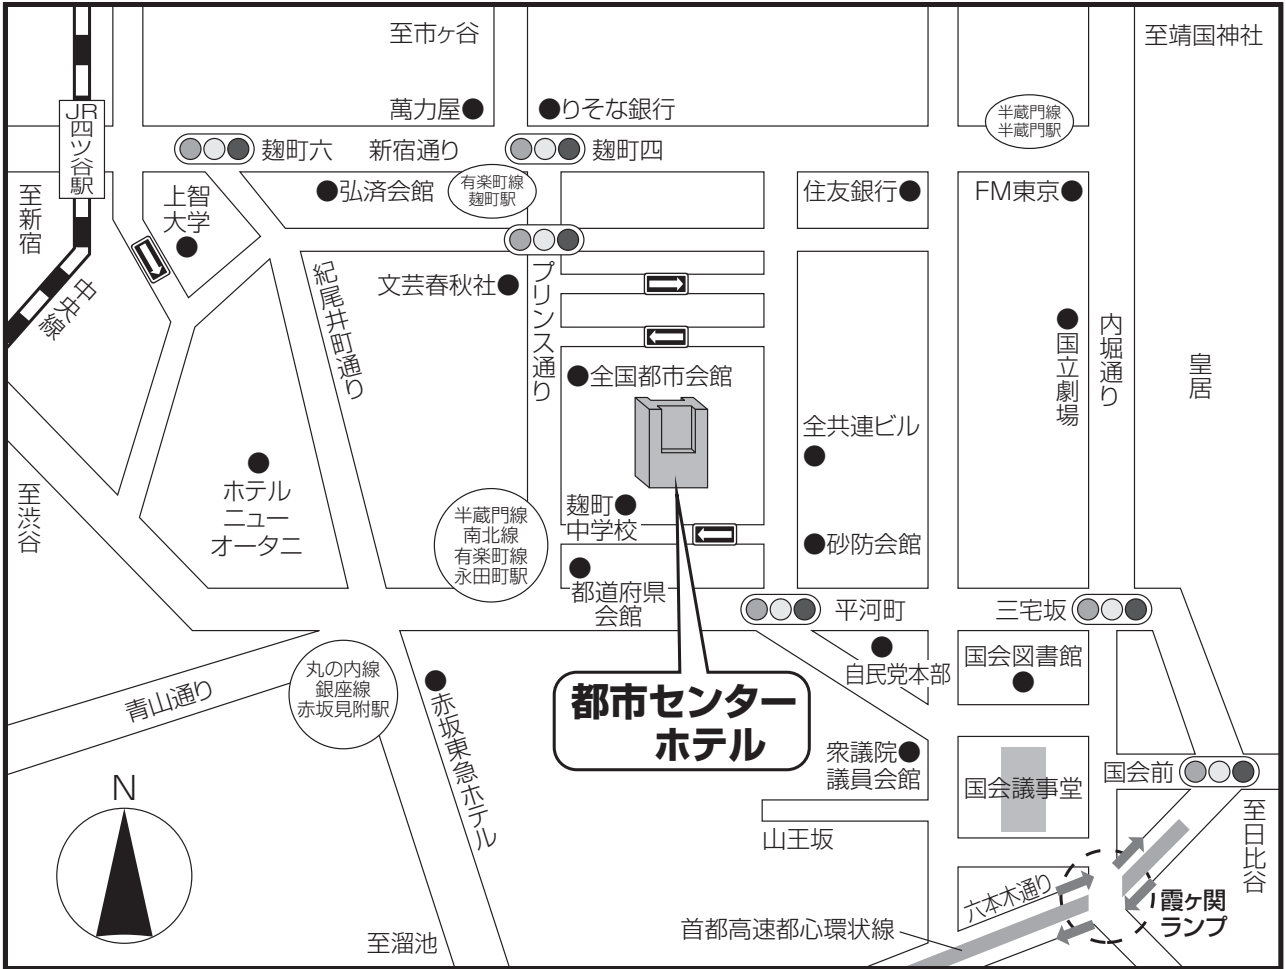 至市ヶ谷
至靖国神社
萬力屋
りそな銀行
半蔵門線
半蔵門駅
JR
四ツ谷駅
麹町六
新宿通り
麹町四
至新宿
上智
大学
弘済会館
有楽町線
麹町駅
住友銀行
FM東京
中央線
紀尾井町通り
文芸春秋社
プリンス通り
国立劇場
内堀通り
皇居
全国都市会館
全共連ビル
至渋谷
ホテル
ニュー
オータニ
半蔵門線
南北線
有楽町線
永田町駅
麹町
中学校
砂防会館
都道府県
会館
平河町
三宅坂
丸の内線
銀座線
赤坂見附駅
青山通り
赤坂東急ホテル
都市センター
ホテル
自民党本部
国会図書館
衆議院
議員会館
国会議事堂
国会前
N
山王坂
至日比谷
六本木通り
霞ヶ関
ランプ
首都高速都心環状線
至溜池